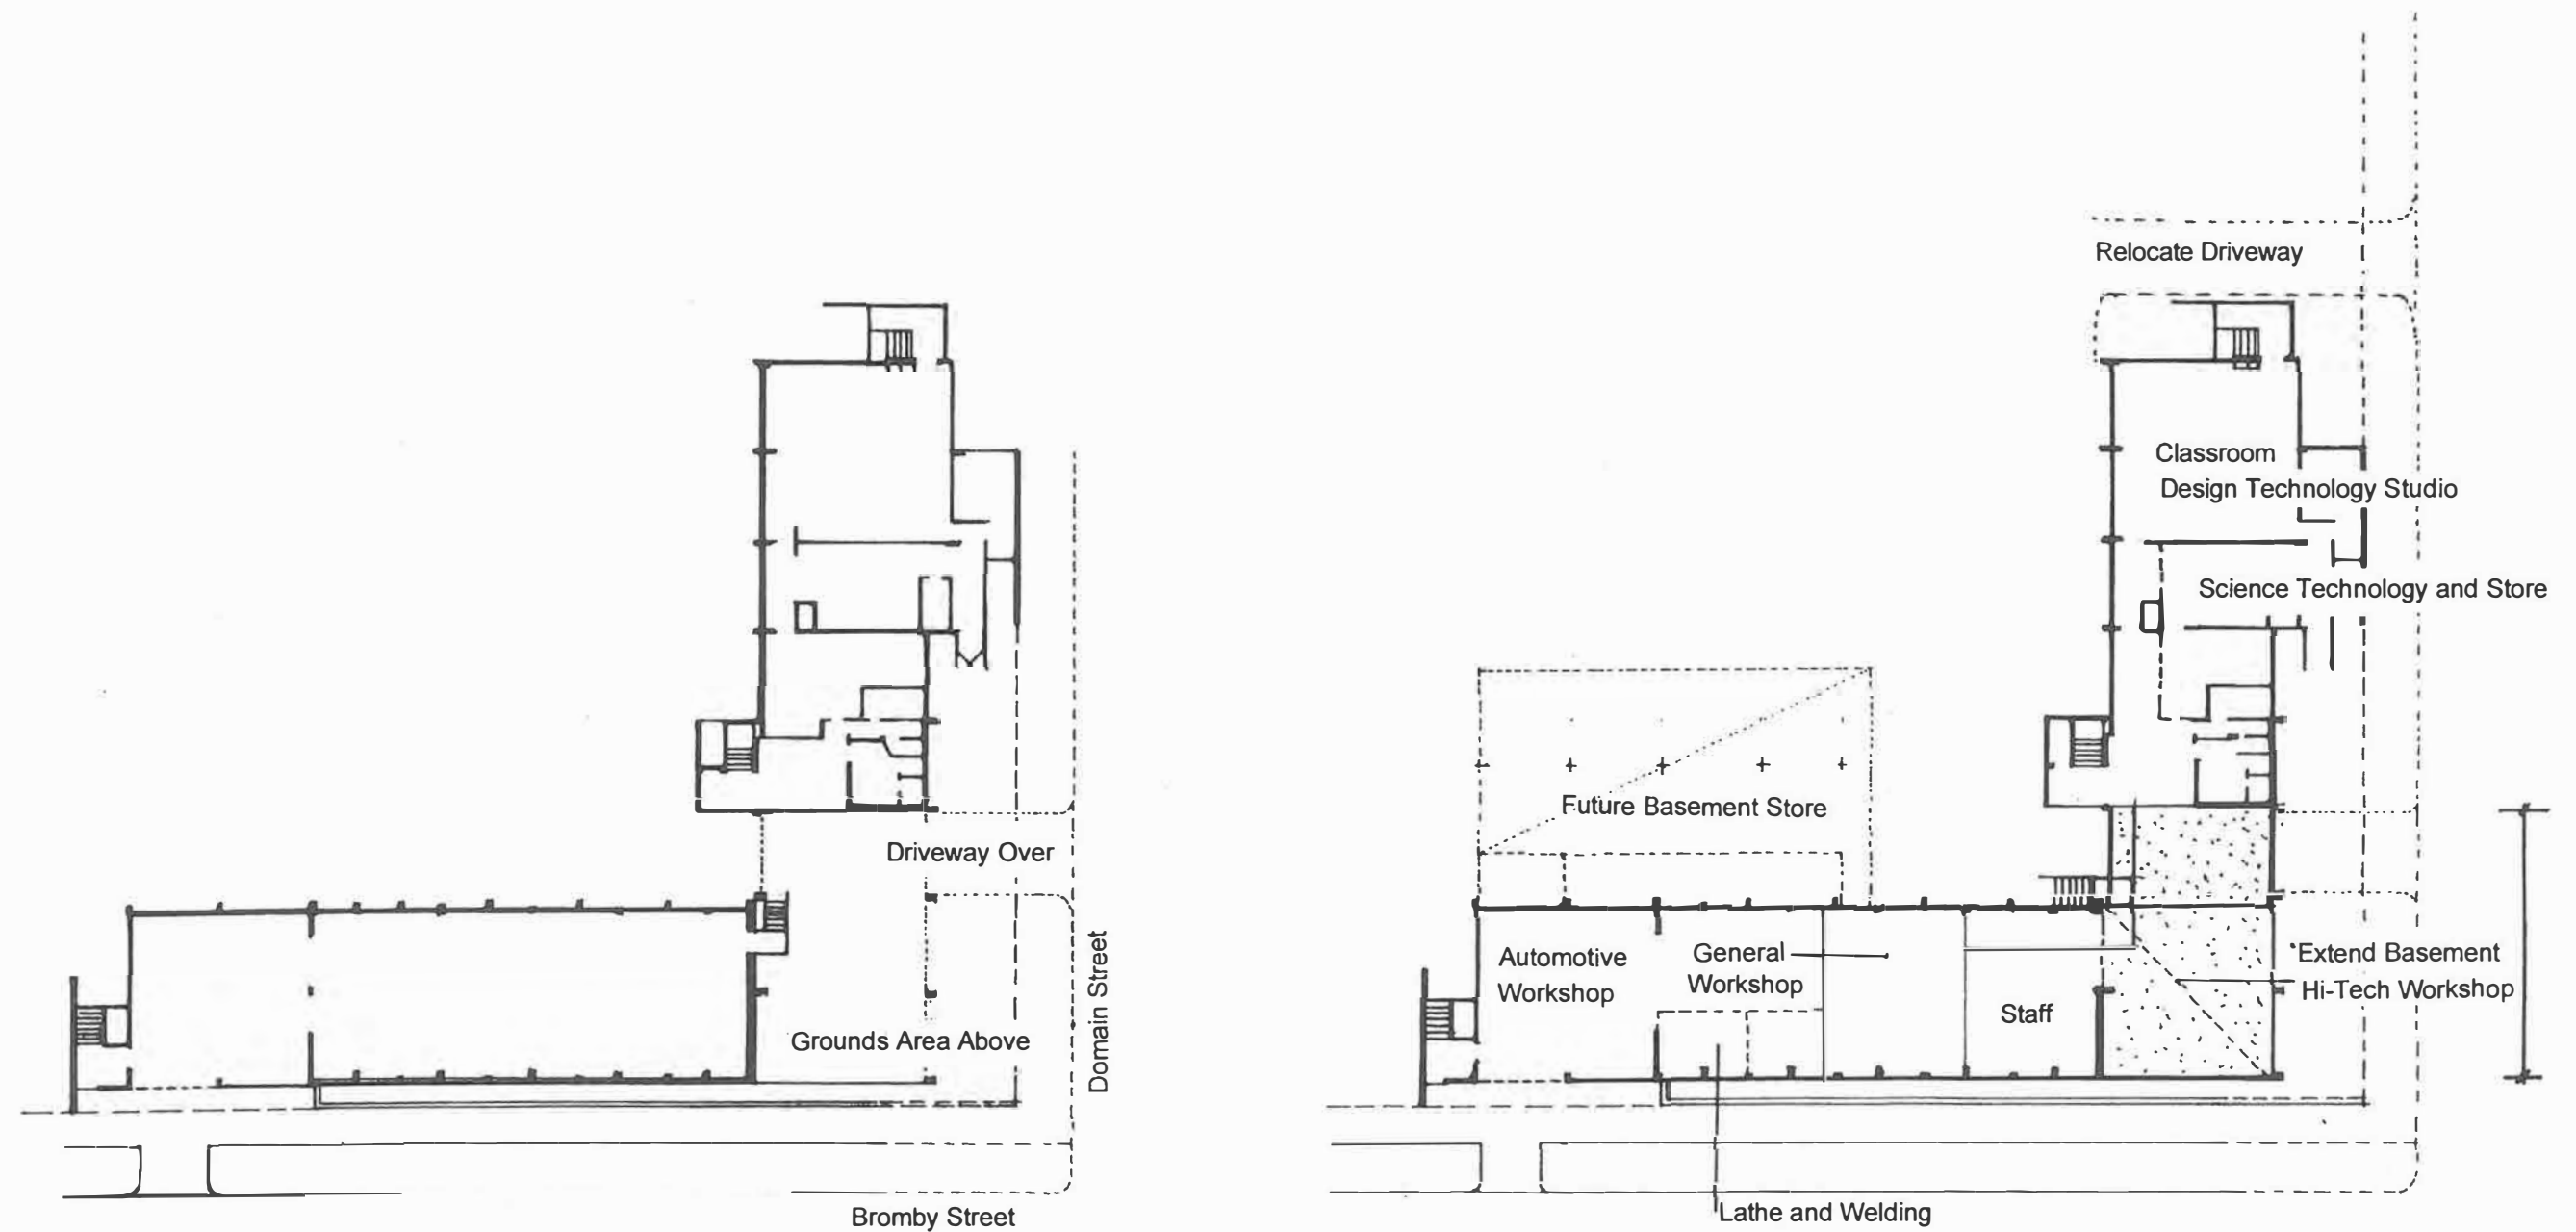 Driveway Over
Grounds Area Above
Domain Street
Bromby Street
Relocate Driveway
Classroom
Design Technology Studio
Science Technology and Store
Future Basement Store
Automotive
Workshop
General
Workshop
Staff
Extend Basement
Hi-Tech Workshop
Lathe and Welding